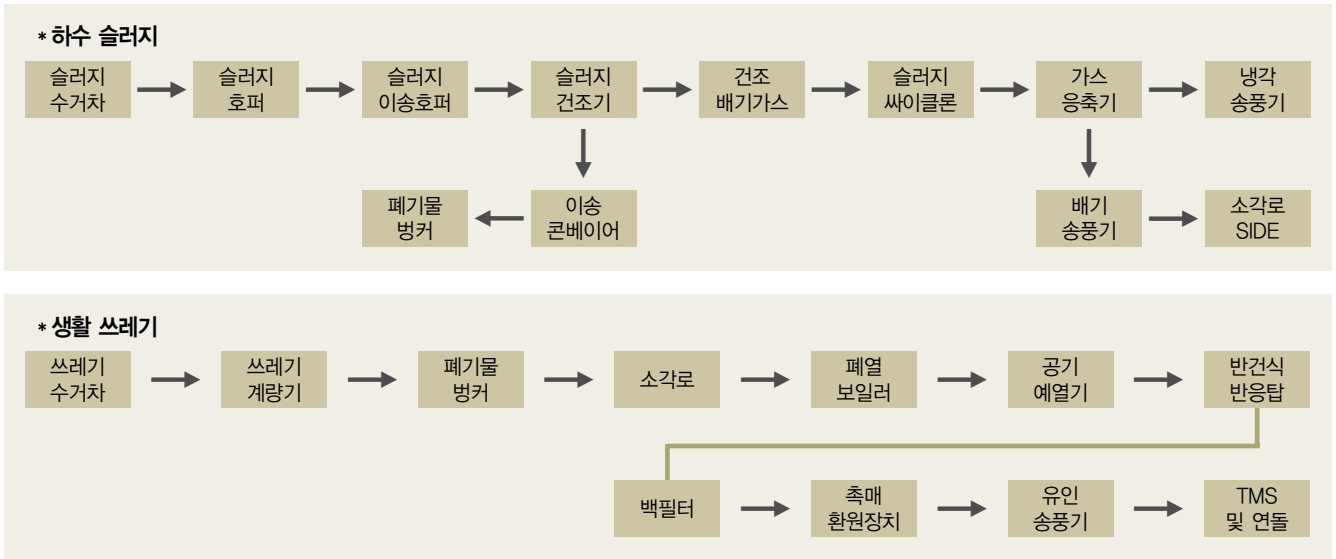 * 하수 슬러지
슬러지
수거차
슬러지
호퍼
슬러지
이송호퍼
슬러지
건조기
건조
배기가스
슬러지
싸이클론
가스
응축기
냉각
송풍기
폐기물
벙커
이송
콘베이어
배기
송풍기
소각로
SIDE
* 생활 쓰레기
쓰레기
수거차
쓰레기
계량기
폐기물
벙커
소각로
폐열
보일러
공기
예열기
반건식
반응탑
백필터
촉매
환원장치
유인
송풍기
TMS
및 연돌